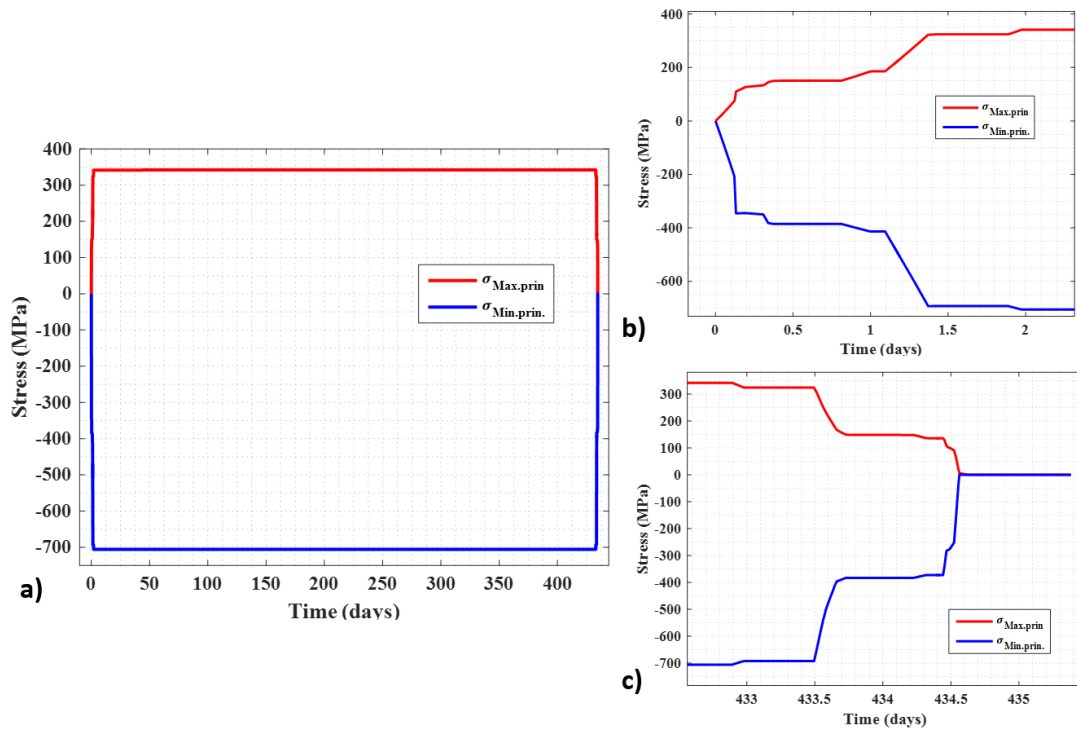 400
300
200
100
0
-100
-200
-300
-400
-500
-600
-700
Stress (MPa)
σMax.prin
σMin.prin.
0 50 100 150 200 250 300 350 400
Time (days)
a)
400
200
0
-200
-400
-600
Stress (MPa)
σMax.prin
σMin.prin.
0 0.5 1 1.5 2
Time (days)
b)
300
200
100
0
-100
-200
-300
-400
-500
-600
-700
Stress (MPa)
σMax.prin
σMin.prin.
433 433.5 434 434.5 435
Time (days)
c)